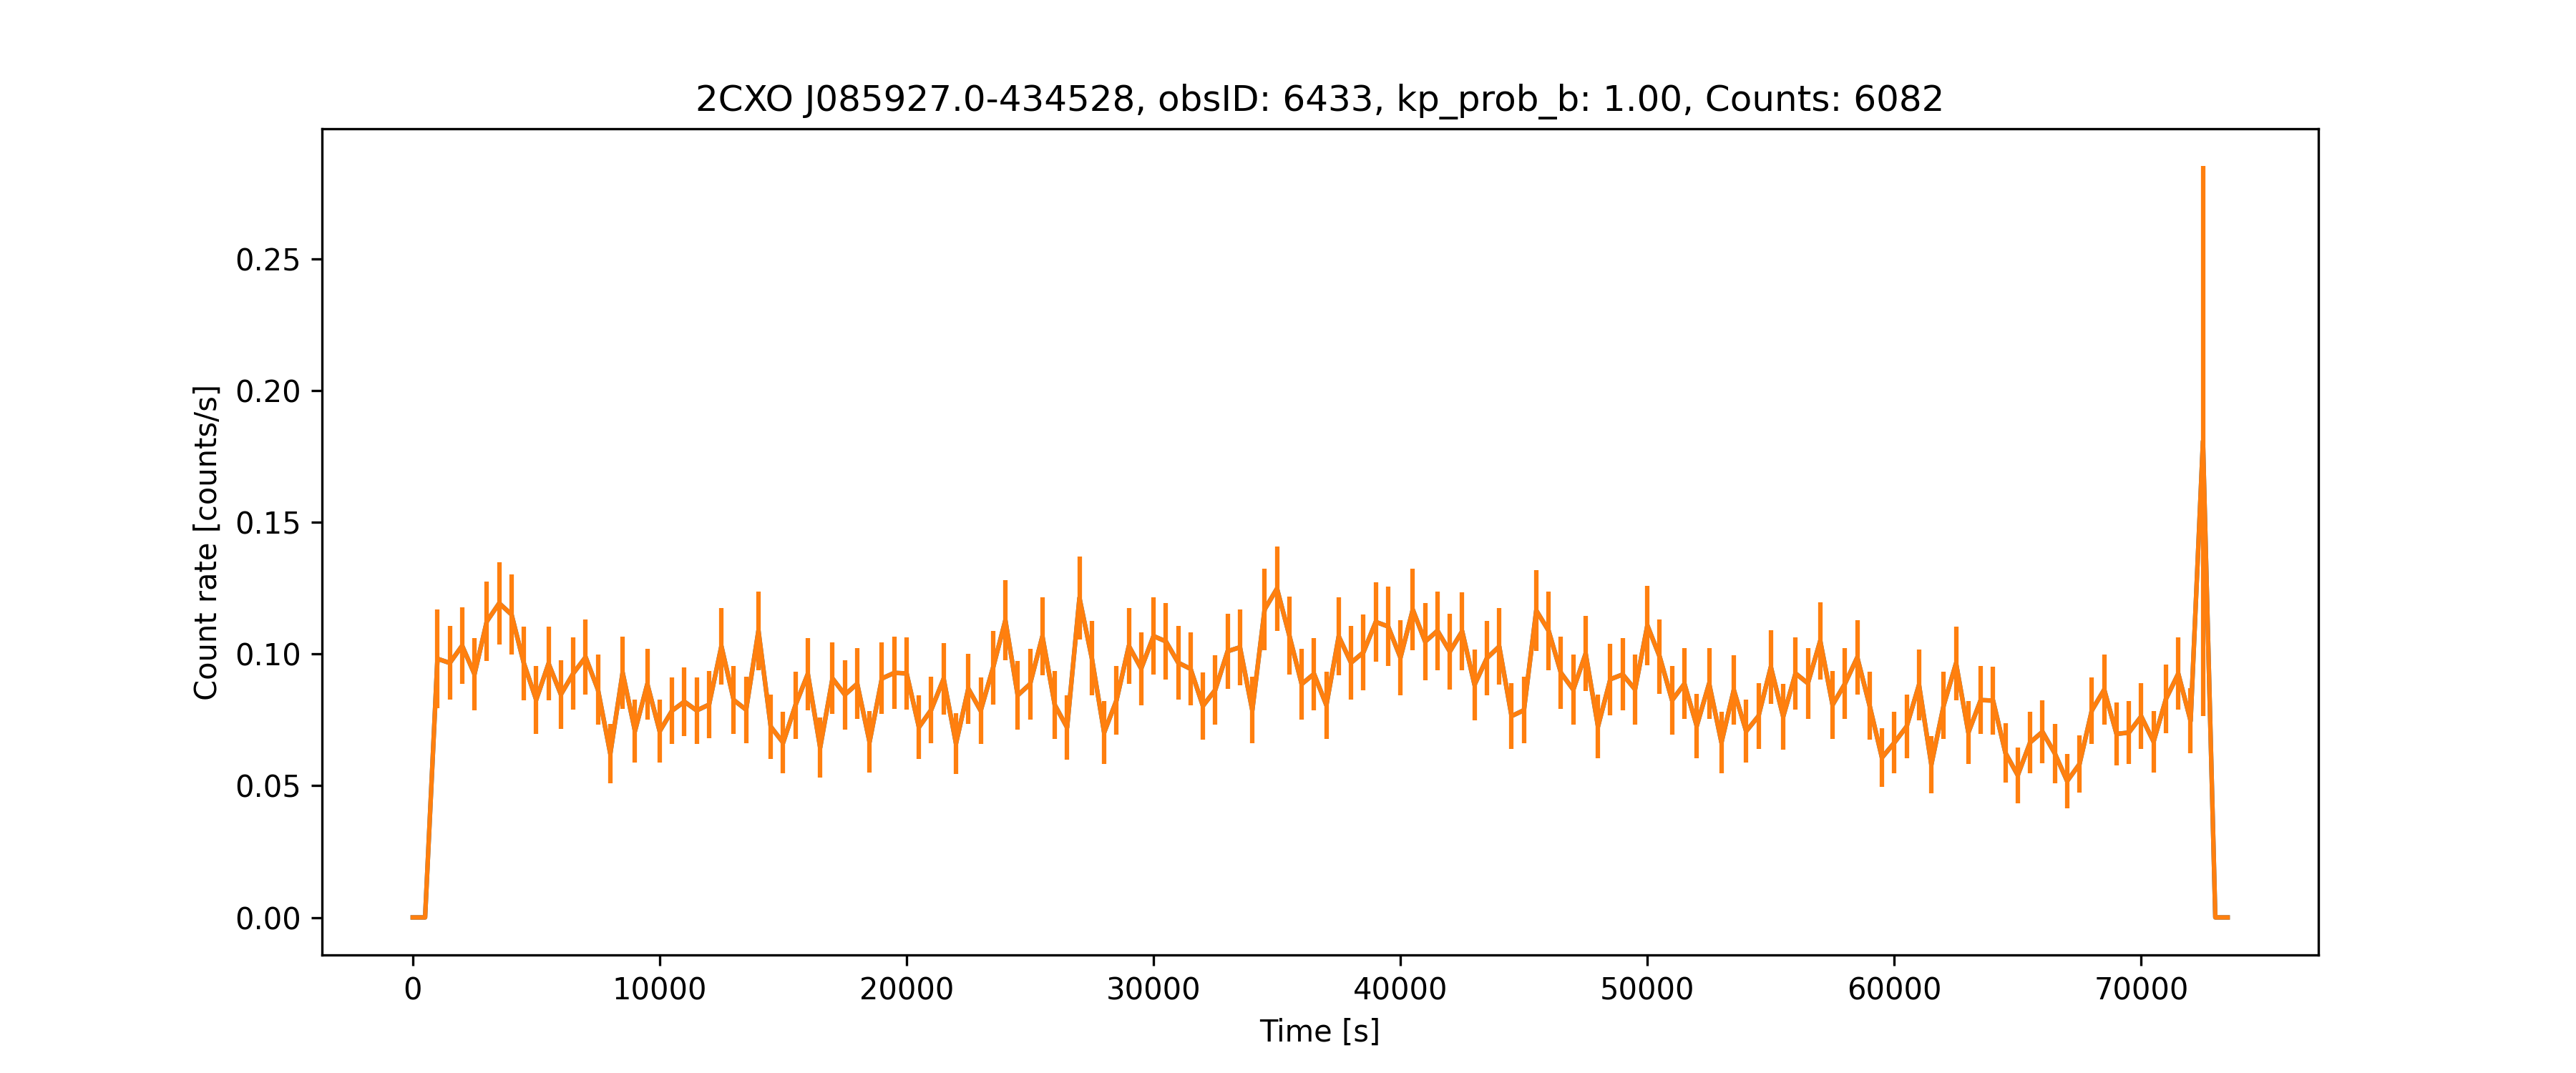 2CXO J085927.0-434528, obsID: 6433, kp_prob_b: 1.00, Counts: 6082
Count rate [counts/s]
0.25
0.20
0.15
0.10
0.05
0.00
0 10000 20000 30000 40000 50000 60000 70000
Time [s]